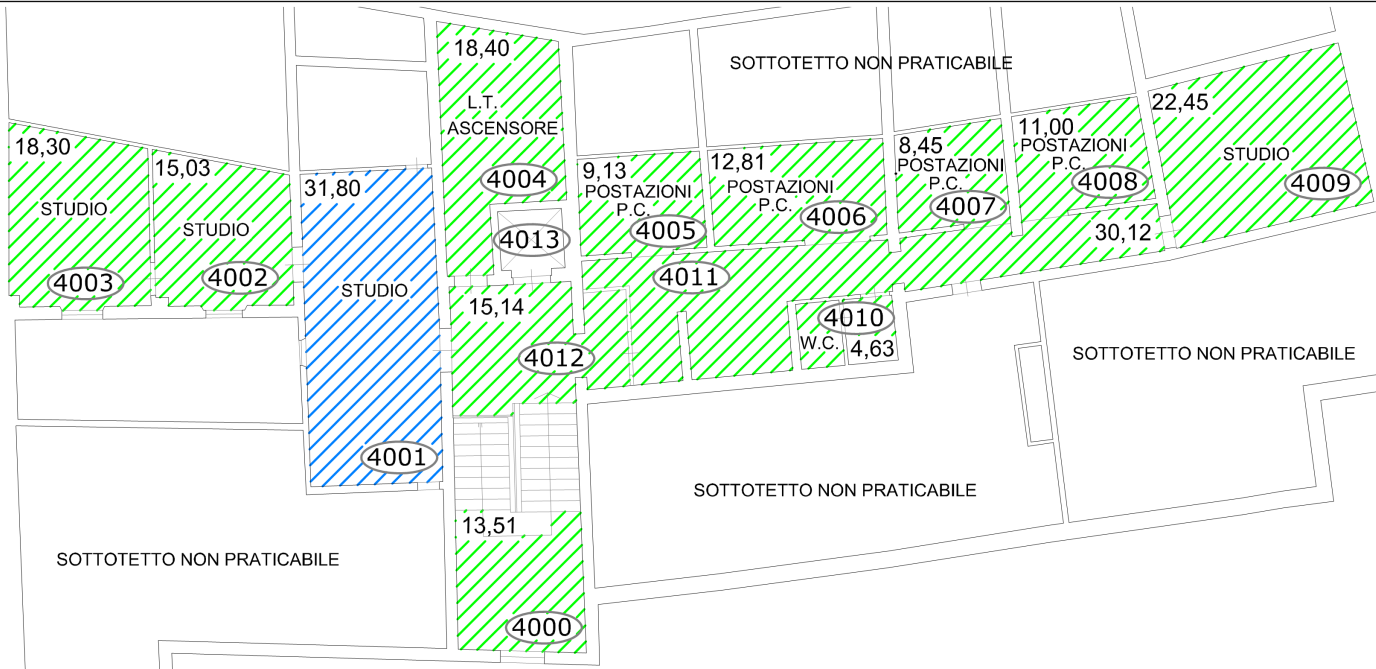 18,40
L.T.
ASCENSORE
4004
SOTTOTETTO NON PRATICABILE
18,30
STUDIO
4003
15,03
STUDIO
4002
31,80
STUDIO
4001
4013
9,13
POSTAZIONI
P.C.
4005
12,81
POSTAZIONI
P.C.
4006
8,45
POSTAZIONI
P.C.
4007
11,00
POSTAZIONI
P.C.
4008
22,45
STUDIO
4009
30,12
4011
15,14
4012
4010
W.C.
4,63
SOTTOTETTO NON PRATICABILE
SOTTOTETTO NON PRATICABILE
13,51
4000
SOTTOTETTO NON PRATICABILE